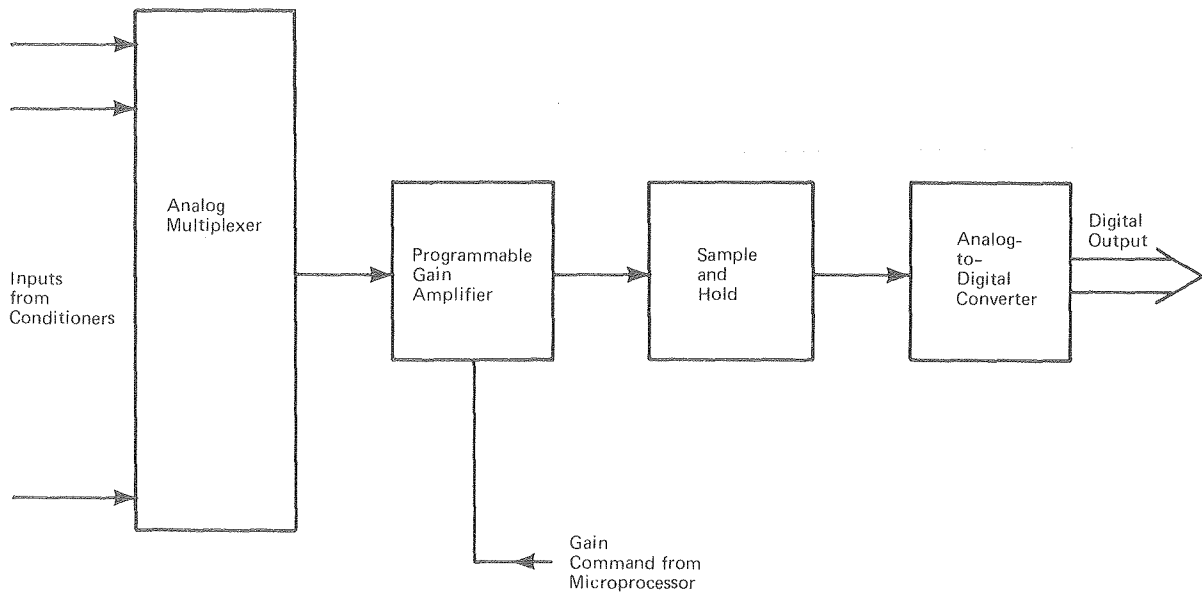 Analog
Multiplexer
Inputs
from
Conditioners
Programmable
Gain
Amplifier
Sample
and
Hold
Analog-
to-
Digital
Converter
Digital
Output
Gain
Command from
Microprocessor